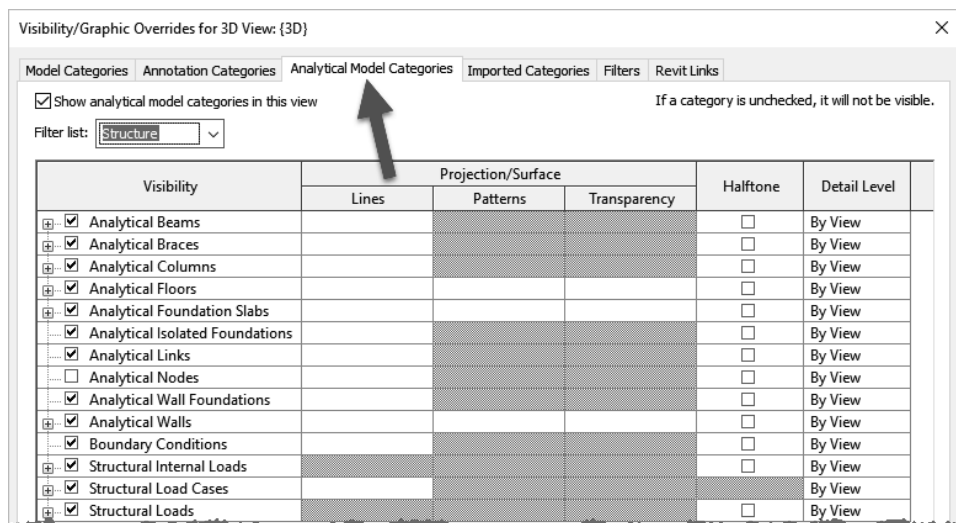 Visibility/Graphic Overrides for 3D View: {3D}
Model Categories Annotation Categories Analytical Model Categories Imported Categories Filters Revit Links
Show analytical model categories in this view If a category is unchecked, it will not be visible.
Filter list: Structure
Visibility Projection/Surface Halftone Detail Level
Lines Patterns Transparency
Analytical Beams By View
Analytical Braces By View
Analytical Columns By View
Analytical Floors By View
Analytical Foundation Slabs By View
Analytical Isolated Foundations By View
Analytical Links By View
Analytical Nodes By View
Analytical Wall Foundations By View
Analytical Walls By View
Boundary Conditions By View
Structural Internal Loads By View
Structural Load Cases By View
Structural Loads By View